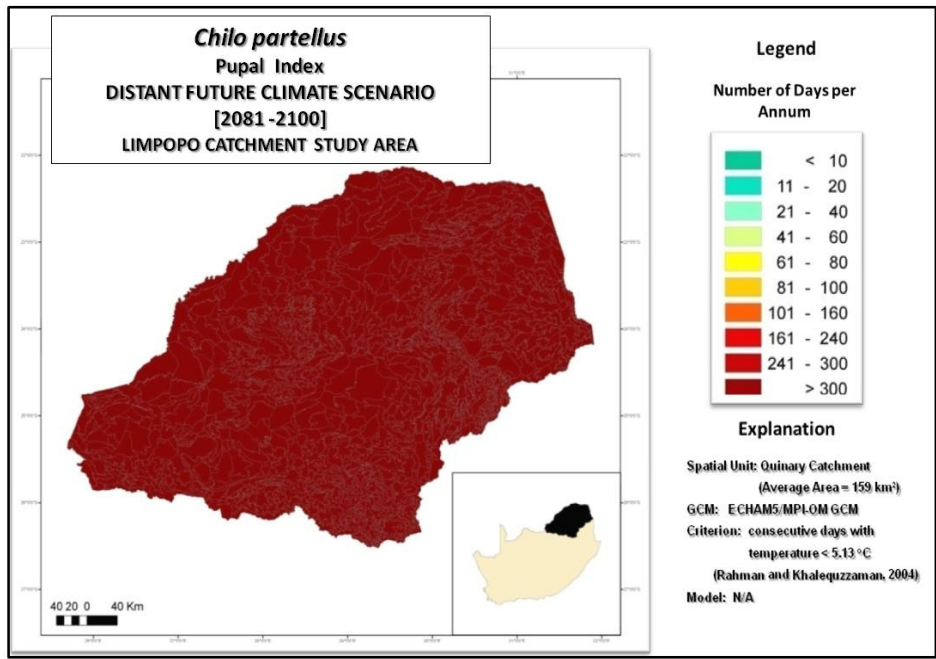 Chilo partellus
Pupal Index
DISTANT FUTURE CLIMATE SCENARIO
[2081 -2100]
LIMPOPO CATCHMENT STUDY AREA
40 20 0 40 Km
Legend
Number of Days per
Annum
< 10
11 - 20
21 - 40
41 - 60
61 - 80
81 - 100
101 - 160
161 - 240
241 - 300
> 300
Explanation
Spatial Unit: Quinary Catchment
(Average Area = 159 km²)
GCM: ECHAM5/MPI-OM GCM
Criterion: consecutive days with
temperature < 5.13 °C
(Rahman and Khalequzzaman, 2004)
Model: N/A